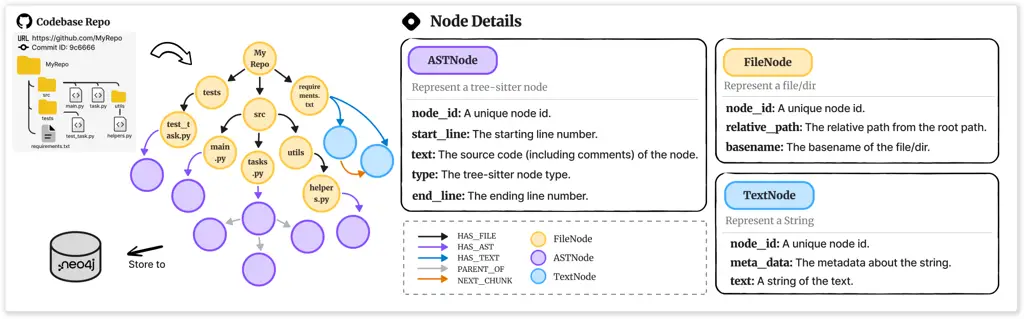 Codebase Repo
URL https://github.com/MyRepo
Commit ID: 9c6666
MyRepo
src
main.py
task.py
utils
tests
test_task.py
helpers.py
requirements.txt
My
Repo
tests
require
ments.
txt
test_t
ask.py
src
main
.py
tasks
.py
utils
helper
s.py
:neo4j
Store to
Node Details
ASTNode
Represent a tree-sitter node
node_id: A unique node id.
start_line: The starting line number.
text: The source code (including comments) of the node.
type: The tree-sitter node type.
end_line: The ending line number.
HAS_FILE
HAS_AST
HAS_TEXT
PARENT_OF
NEXT_CHUNK
FileNode
ASTNode
TextNode
FileNode
Represent a file/dir
node_id: A unique node id.
relative_path: The relative path from the root path.
basename: The basename of the file/dir.
TextNode
Represent a String
node_id: A unique node id.
meta_data: The metadata about the string.
text: A string of the text.